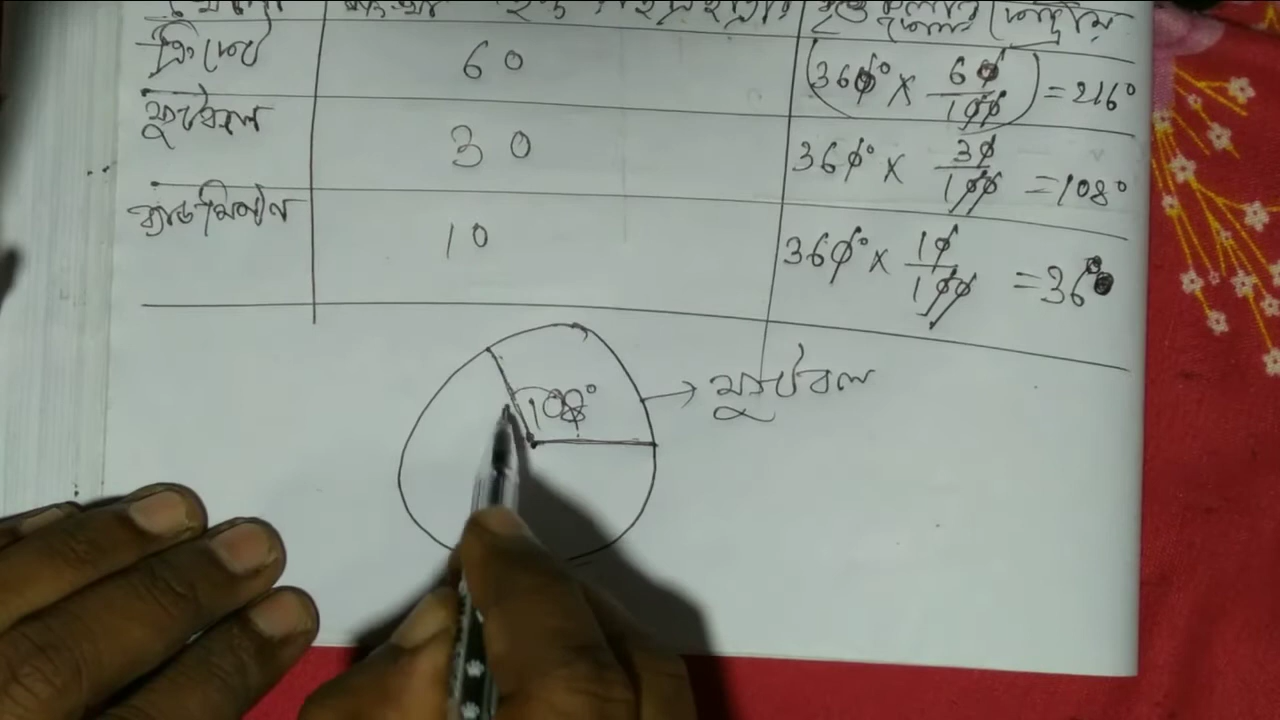 ক্রিকেট 60 (360° × 60/100) = 216°
ফুটবল 30 360° × 30/100 = 108°
ব্যাডমিন্টন 10 360° × 10/100 = 36°
108° → ফুটবল